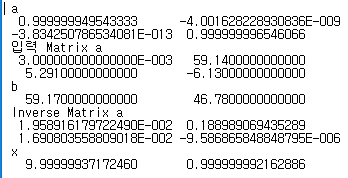 a
0.999999949543333 -4.001628228930836E-009
-3.834250786534081E-013 0.999999996546066
입력 Matrix a
3.000000000000000E-003 59.1400000000000
5.29100000000000 -6.13000000000000
b
59.1700000000000 46.7800000000000
Inverse Matrix a
1.958916179722490E-002 0.188989069435289
1.690803558809018E-002 -9.586865848848795E-006
x
9.99999937172460 0.999999992162886